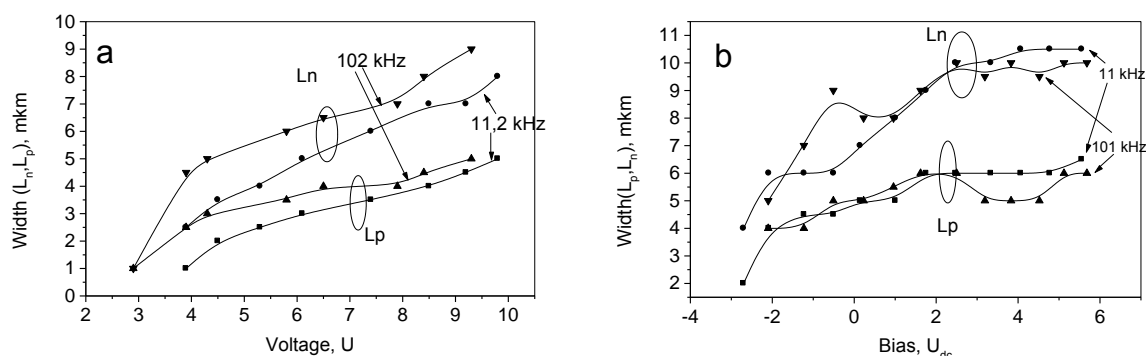 a
10
9
8
7
6
5
4
3
2
1
0
2 3 4 5 6 7 8 9 10
Width (Ln,Lp), mkm
Voltage, U
Ln
102 kHz
11,2 kHz
Lp
b
11
10
9
8
7
6
5
4
3
2
-4 -2 0 2 4 6
Width(Lp,Ln), mkm
Bias, Udc
Ln
11 kHz
101 kHz
Lp